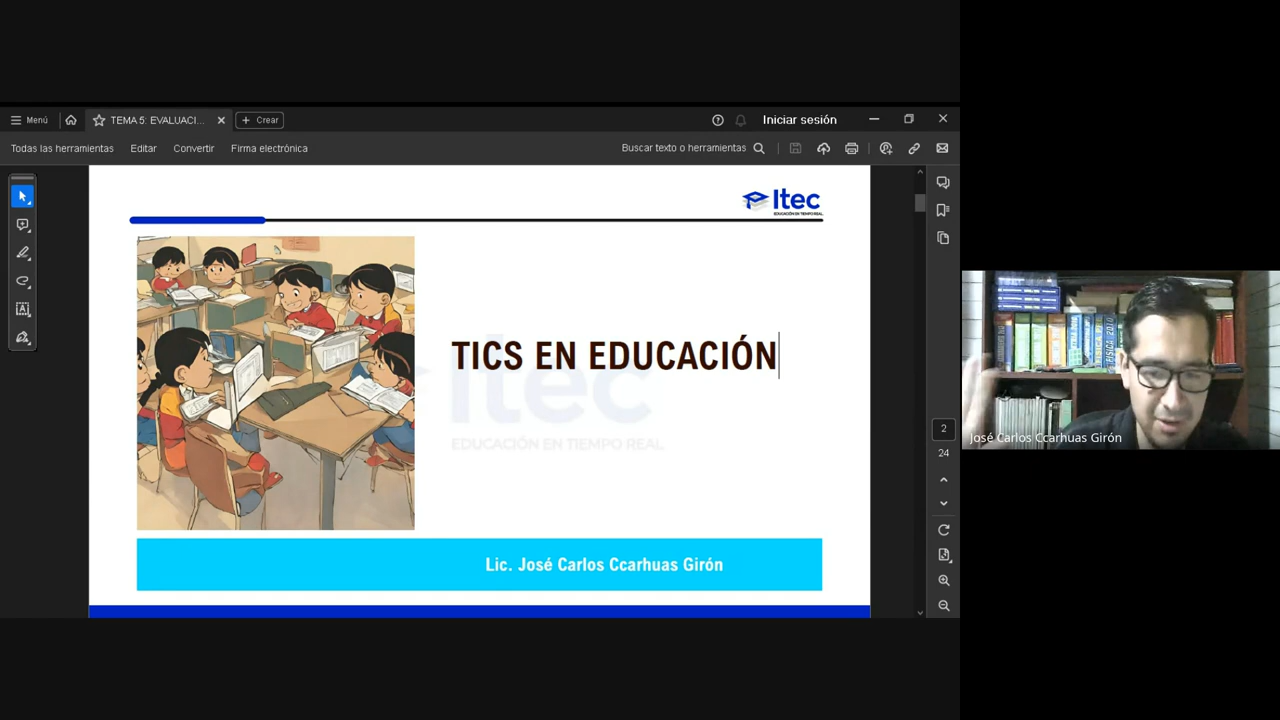 Menú
TEMA 5: EVALUACI...
Crear
Iniciar sesión
Todas las herramientas
Editar
Convertir
Firma electrónica
Buscar texto o herramientas
Itec
EDUCACIÓN EN TIEMPO REAL
TICS EN EDUCACIÓN
Itec
EDUCACIÓN EN TIEMPO REAL
Lic. José Carlos Ccarhuas Girón
2
24
FISICA 2010
José Carlos Ccarhuas Girón